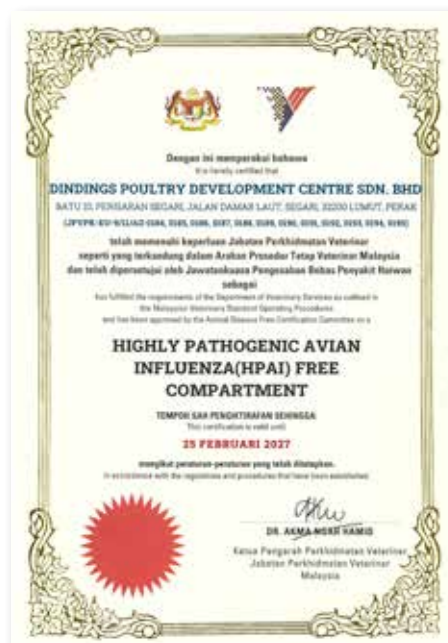 Dengan ini memperakui bahawa
It is hereby certified that
DINDINGS POULTRY DEVELOPMENT CENTRE SDN. BHD
BATU 10, PERSIARAN SEGARI, JALAN DAMAR LAUT, SEGARI, 32200 LUMUT, PERAK
telah memenuhi keperluan Jabatan Perkhidmatan Veterinar
seperti yang terkandung dalam Arahan Prosedur Tetap Veterinar Malaysia
dan telah dipersetujui oleh Jawatankuasa Pengesahan Bebas Penyakit Haiwan
sebagai
has fulfilled the requirements of the Department of Veterinary Services as outlined in
the Malaysian Veterinary Standard Operating Procedures
and has been approved by the Animal Disease Free Certification Committee as a
HIGHLY PATHOGENIC AVIAN
INFLUENZA(HPAI) FREE
COMPARTMENT
TEMPOH SAH PENGIKTIRAFAN SEHINGGA
This certification is valid until
25 FEBRUARI 2027
mengikut peraturan-peraturan yang telah ditetapkan.
in accordance with the regulations and procedures that have been established
DR. AKMA NGAH HAMID
Ketua Pengarah Perkhidmatan Veterinar
Jabatan Perkhidmatan Veterinar
Malaysia